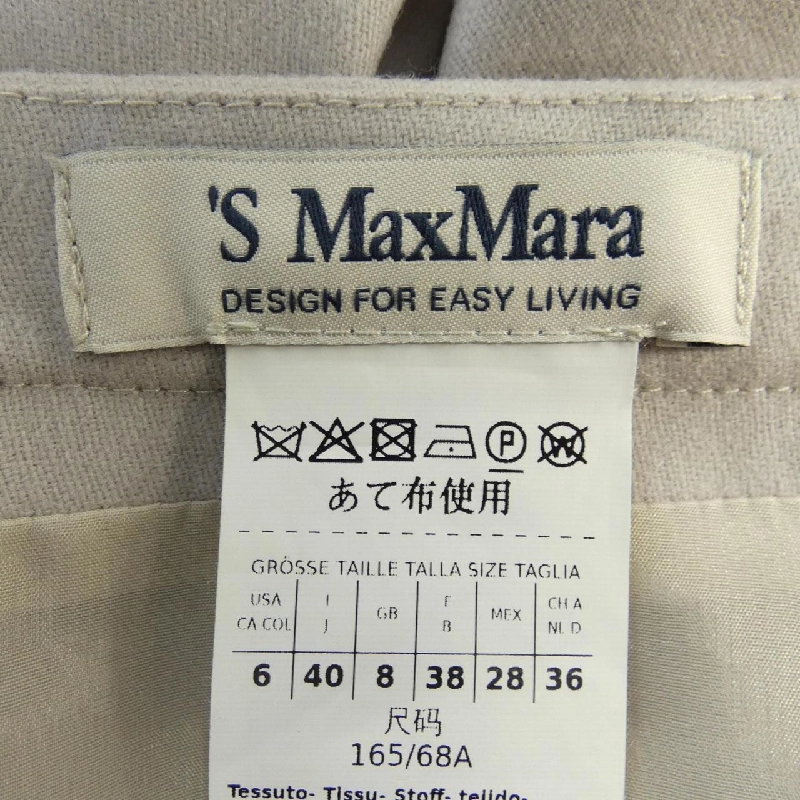 'S MaxMara
DESIGN FOR EASY LIVING
P W
あて布使用
GRÖSSE TAILLE TALLA SIZE TAGLIA
USA I GB F MEX CH A
CA COL J B NL D
6 40 8 38 28 36
尺码
165/68A
Tessuto- Tissu- Stoff- tejido-